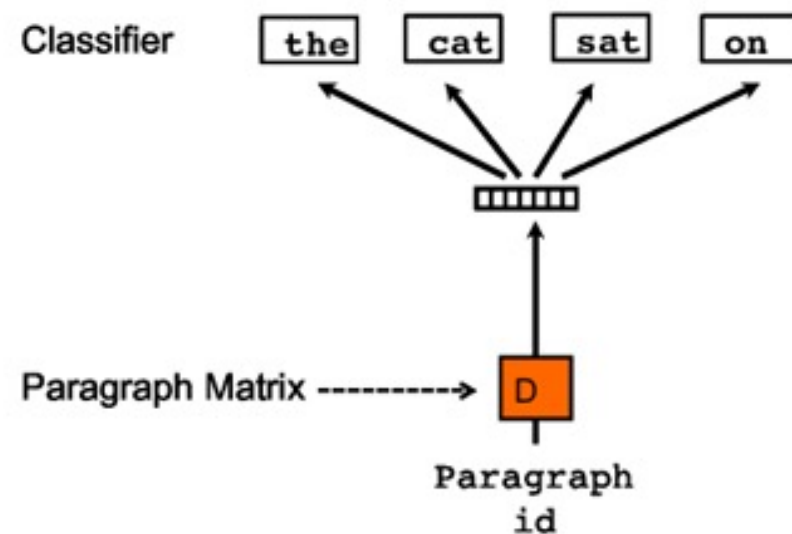 Classifier the cat sat on
Paragraph Matrix D
Paragraph
id